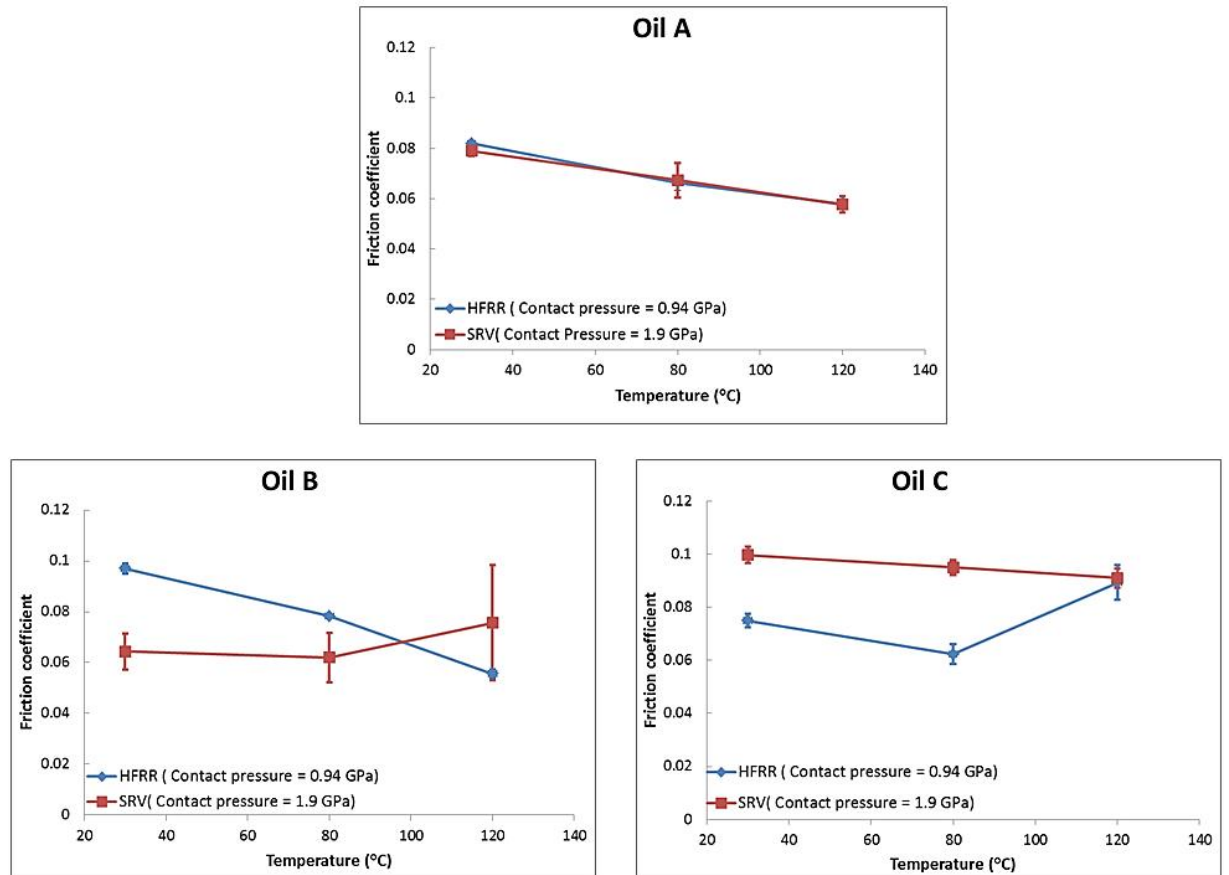 Oil A
0.12
0.1
0.08
0.06
0.04
0.02
0
Friction coefficient
HFRR ( Contact pressure = 0.94 GPa)
SRV( Contact Pressure = 1.9 GPa)
20 40 60 80 100 120 140
Temperature (°C)
Oil B
0.12
0.1
0.08
0.06
0.04
0.02
0
Friction coefficient
HFRR ( Contact pressure = 0.94 GPa)
SRV( Contact pressure = 1.9 GPa)
20 40 60 80 100 120 140
Temperature (°C)
Oil C
0.12
0.1
0.08
0.06
0.04
0.02
0
Friction coefficient
HFRR ( Contact pressure = 0.94 GPa)
SRV( Contact pressure = 1.9 GPa)
20 40 60 80 100 120 140
Temperature (°C)